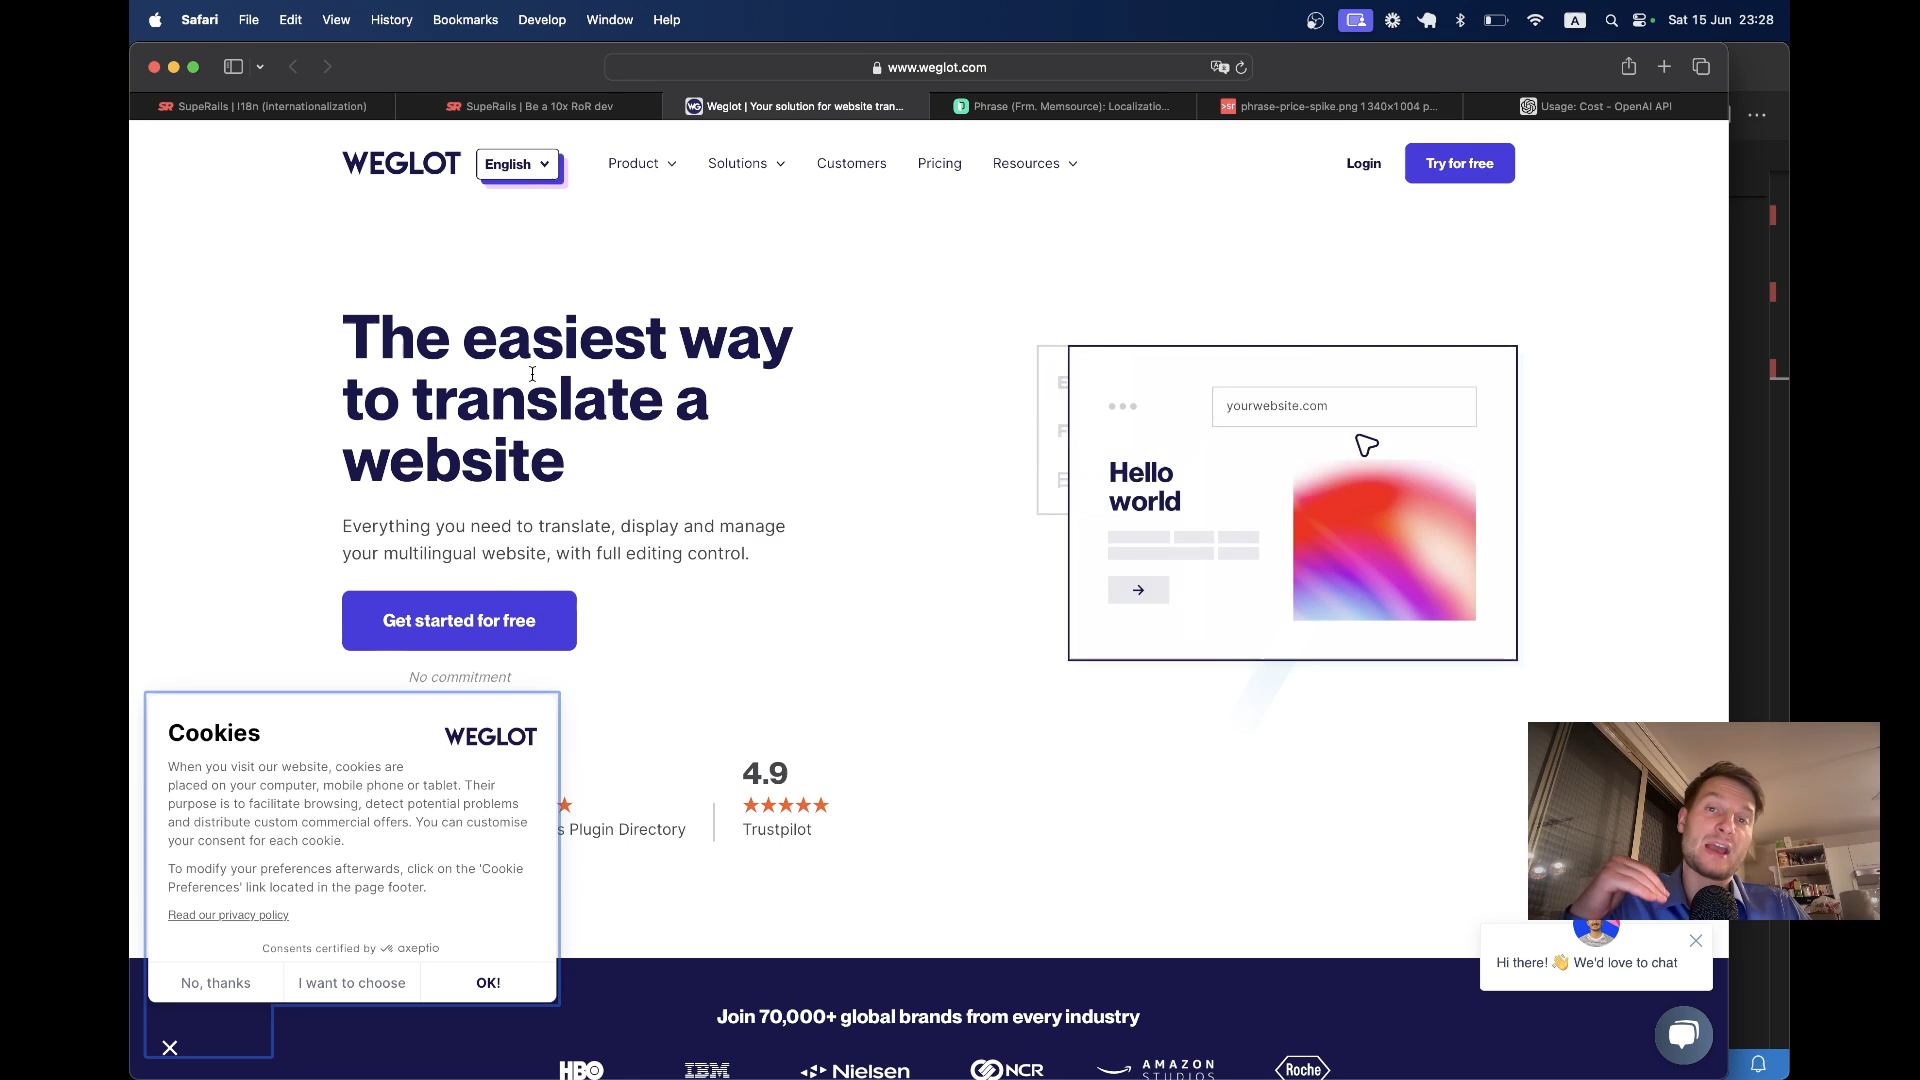 Safari File Edit View History Bookmarks Develop Window Help
A
Sat 15 Jun 23:28
www.weglot.com
SR SupeRails | I18n (internationalization)
SR SupeRails | Be a 10x RoR dev
WG Weglot | Your solution for website tran...
Phrase (Frm. Memsource): Localizatio...
>sr phrase-price-spike.png 1 340×1 004 p...
Usage: Cost - OpenAI API
WEGLOT
English
Product
Solutions
Customers
Pricing
Resources
Login
Try for free
The easiest way
to translate a
website
Everything you need to translate, display and manage
your multilingual website, with full editing control.
Get started for free
No commitment
yourwebsite.com
Hello
world
Cookies
WEGLOT
When you visit our website, cookies are
placed on your computer, mobile phone or tablet. Their
purpose is to facilitate browsing, detect potential problems
and distribute custom commercial offers. You can customise
your consent for each cookie.
To modify your preferences afterwards, click on the 'Cookie
Preferences' link located in the page footer.
Read our privacy policy
Consents certified by axeptio
No, thanks
I want to choose
OK!
s Plugin Directory
4.9
Trustpilot
Hi there! 👋 We'd love to chat
Join 70,000+ global brands from every industry
HBO
IBM
Nielsen
NCR
AMAZON
STUDIOS
Roche